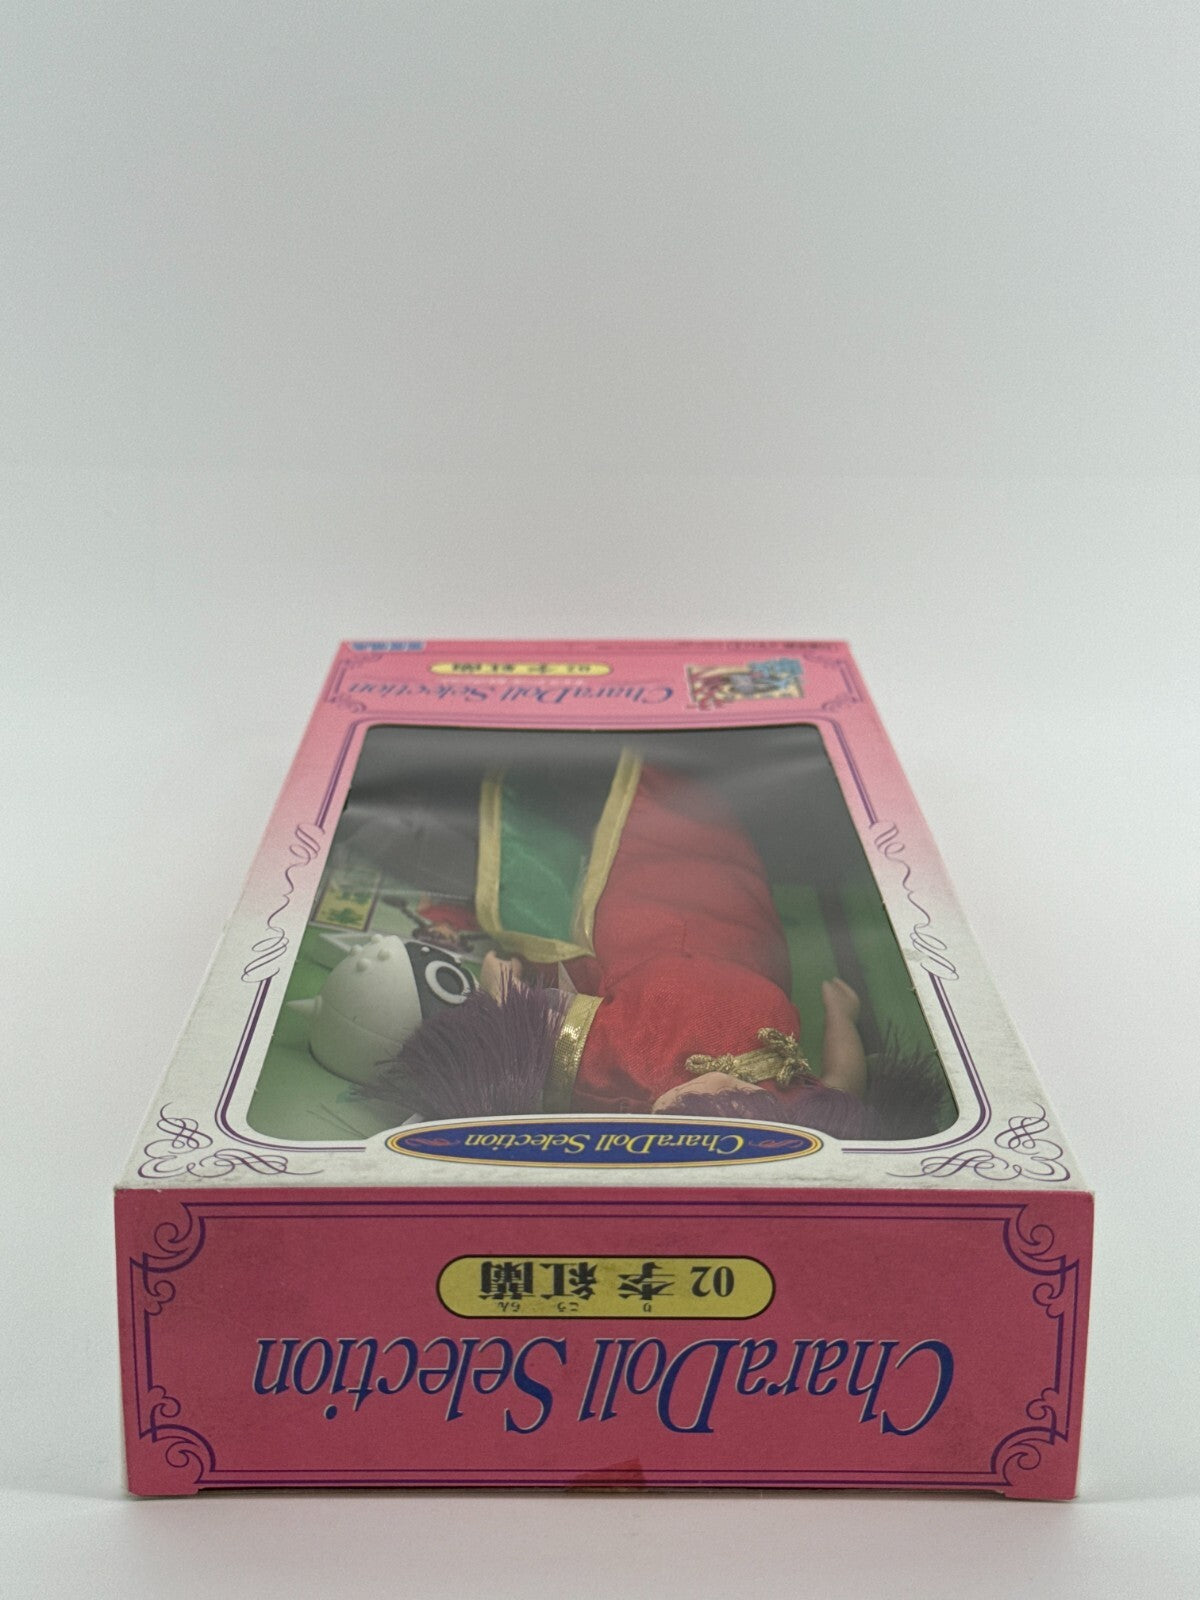 CharaDoll Selection
02 李紅蘭
CharaDoll Selection
り こう らん
02 李 紅 蘭
CharaDoll Selection